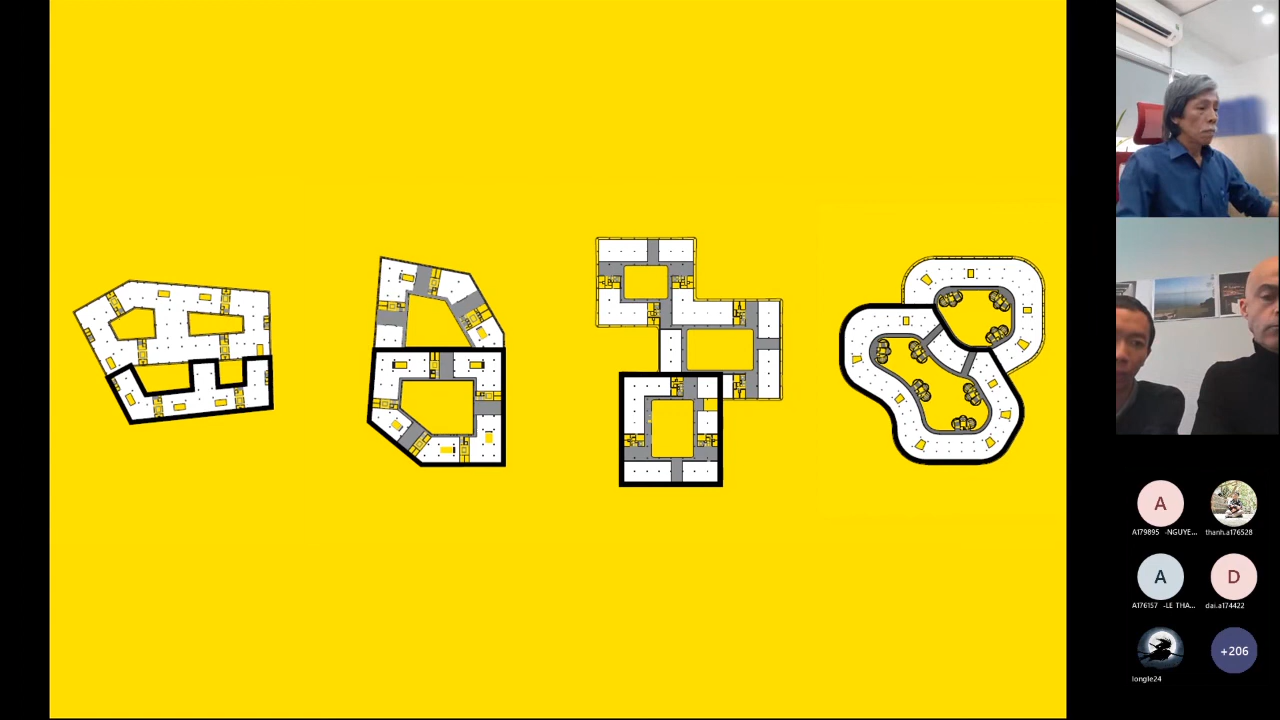 A
A179895 -NGUYE...
thanh.a176528
A
A176157 -LE THA...
D
dai.a174422
longle24
+206